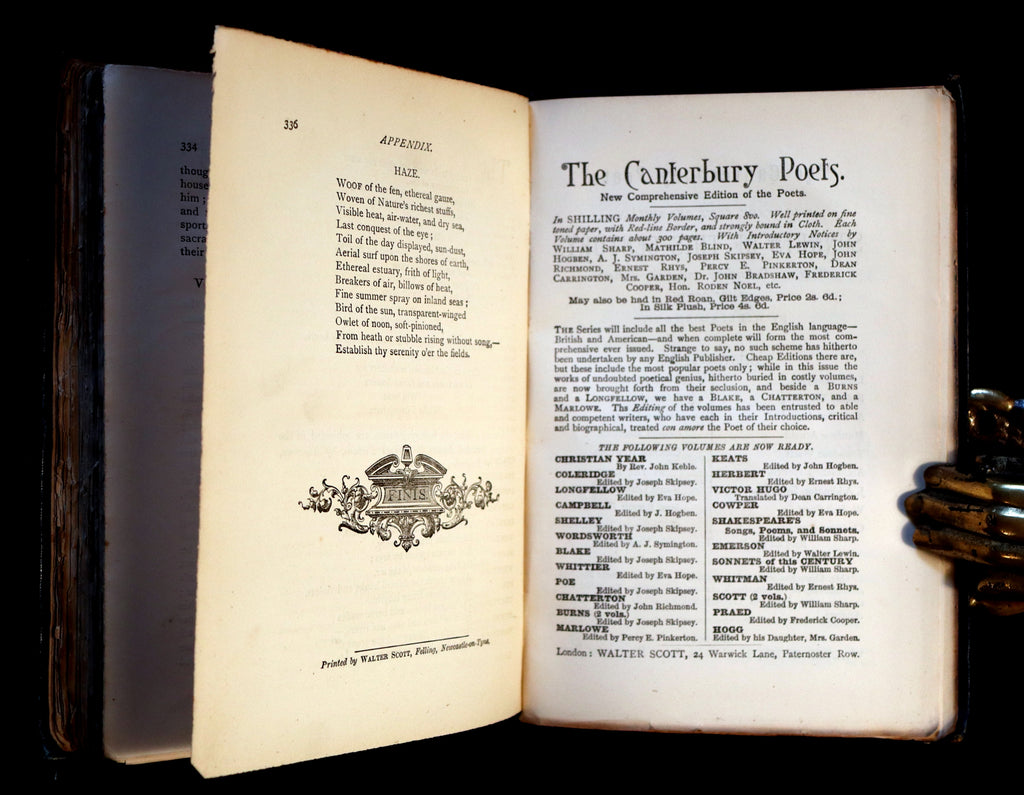 334
thoug
house
him ;
and
sport
sacra
their
V
336
APPENDIX.
HAZE.
WOOF of the fen, ethereal gauze,
Woven of Nature's richest stuffs,
Visible heat, air-water, and dry sea,
Last conquest of the eye ;
Toil of the day displayed, sun-dust,
Aerial surf upon the shores of earth,
Ethereal estuary, frith of light,
Breakers of air, billows of heat,
Fine summer spray on inland seas ;
Bird of the sun, transparent-winged
Owlet of noon, soft-pinioned,
From heath or stubble rising without song,—
Establish thy serenity o'er the fields.
FINIS
Printed by WALTER SCOTT, Felling, Newcastle-on-Tyne.
The Canterbury Poets.
New Comprehensive Edition of the Poets.
In SHILLING Monthly Volumes, Square 8vo. Well printed on fine
toned paper, with Red-line Border, and strongly bound in Cloth. Each
Volume contains about 300 pages. With Introductory Notices by
WILLIAM SHARP, MATHILDE BLIND, WALTER LEWIN, JOHN
HOGBEN, A. J. SYMINGTON, JOSEPH SKIPSEY, EVA HOPE, JOHN
RICHMOND, ERNEST RHYS, PERCY E. PINKERTON, DEAN
CARRINGTON, MRS. GARDEN, DR. JOHN BRADSHAW, FREDERICK
COOPER, HON. RODEN NOEL, etc.
May also be had in Red Roan, Gilt Edges, Price 2s. 6d.;
In Silk Plush, Price 4s. 6d.
THE Series will include all the best Poets in the English language—
British and American—and when complete will form the most com-
prehensive ever issued. Strange to say, no such scheme has hitherto
been undertaken by any English Publisher. Cheap Editions there are,
but these include the most popular poets only ; while in this issue the
works of undoubted poetical genius, hitherto buried in costly volumes,
are now brought forth from their seclusion, and beside a BURNS
and a LONGFELLOW, we have a BLAKE, a CHATTERTON, and a
MARLOWE. The Editing of the volumes has been entrusted to able
and competent writers, who have each in their Introductions, critical
and biographical, treated con amore the Poet of their choice.
THE FOLLOWING VOLUMES ARE NOW READY.
CHRISTIAN YEAR
By Rev. John Keble.
COLERIDGE
Edited by Joseph Skipsey.
LONGFELLOW
Edited by Eva Hope.
CAMPBELL
Edited by J. Hogben.
SHELLEY
Edited by Joseph Skipsey.
WORDSWORTH
Edited by A. J. Symington.
BLAKE
Edited by Joseph Skipsey.
WHITTIER
Edited by Eva Hope.
POE
Edited by Joseph Skipsey.
CHATTERTON
Edited by John Richmond.
BURNS (2 vols.)
Edited by Joseph Skipsey.
MARLOWE
Edited by Percy E. Pinkerton.
KEATS
Edited by John Hogben.
HERBERT
Edited by Ernest Rhys.
VICTOR HUGO
Translated by Dean Carrington.
COWPER
Edited by Eva Hope.
SHAKESPEARE'S
Songs, Poems, and Sonnets.
Edited by William Sharp.
EMERSON
Edited by Walter Lewin.
SONNETS of this CENTURY
Edited by William Sharp.
WHITMAN
Edited by Ernest Rhys.
SCOTT (2 vols.)
Edited by William Sharp.
PRAED
Edited by Frederick Cooper.
HOGG
Edited by his Daughter, Mrs. Garden.
London: WALTER SCOTT, 24 Warwick Lane, Paternoster Row.